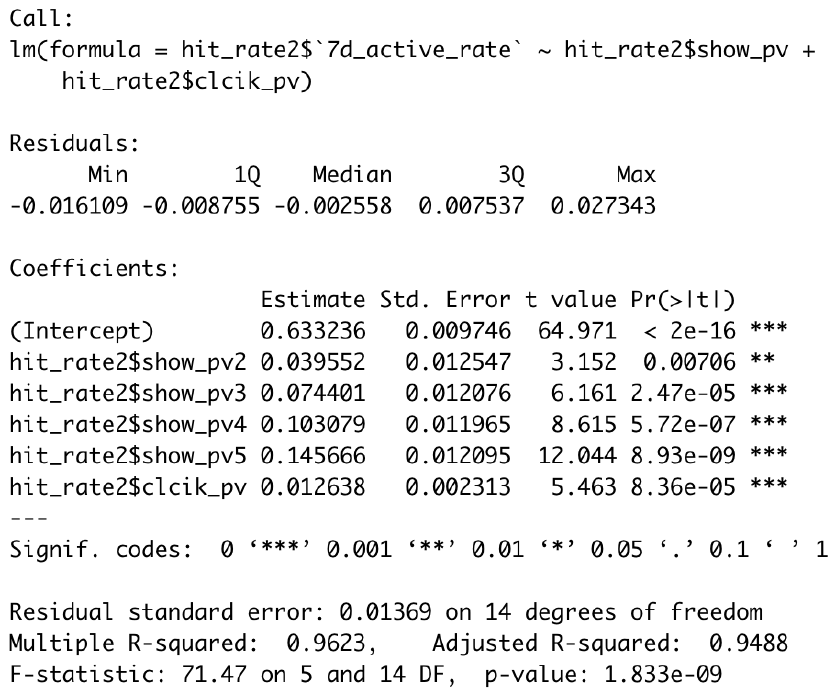 Call:
lm(formula = hit_rate2$`7d_active_rate` ~ hit_rate2$show_pv +
    hit_rate2$clcik_pv)
Residuals:
      Min        1Q    Median        3Q       Max
-0.016109 -0.008755 -0.002558  0.007537  0.027343
Coefficients:
                   Estimate Std. Error t value Pr(>|t|)
(Intercept)        0.633236   0.009746  64.971  < 2e-16 ***
hit_rate2$show_pv2 0.039552   0.012547   3.152  0.00706 **
hit_rate2$show_pv3 0.074401   0.012076   6.161 2.47e-05 ***
hit_rate2$show_pv4 0.103079   0.011965   8.615 5.72e-07 ***
hit_rate2$show_pv5 0.145666   0.012095  12.044 8.93e-09 ***
hit_rate2$clcik_pv 0.012638   0.002313   5.463 8.36e-05 ***
---
Signif. codes:  0 ‘***’ 0.001 ‘**’ 0.01 ‘*’ 0.05 ‘.’ 0.1 ‘ ’ 1
Residual standard error: 0.01369 on 14 degrees of freedom
Multiple R-squared:  0.9623,    Adjusted R-squared:  0.9488
F-statistic: 71.47 on 5 and 14 DF,  p-value: 1.833e-09